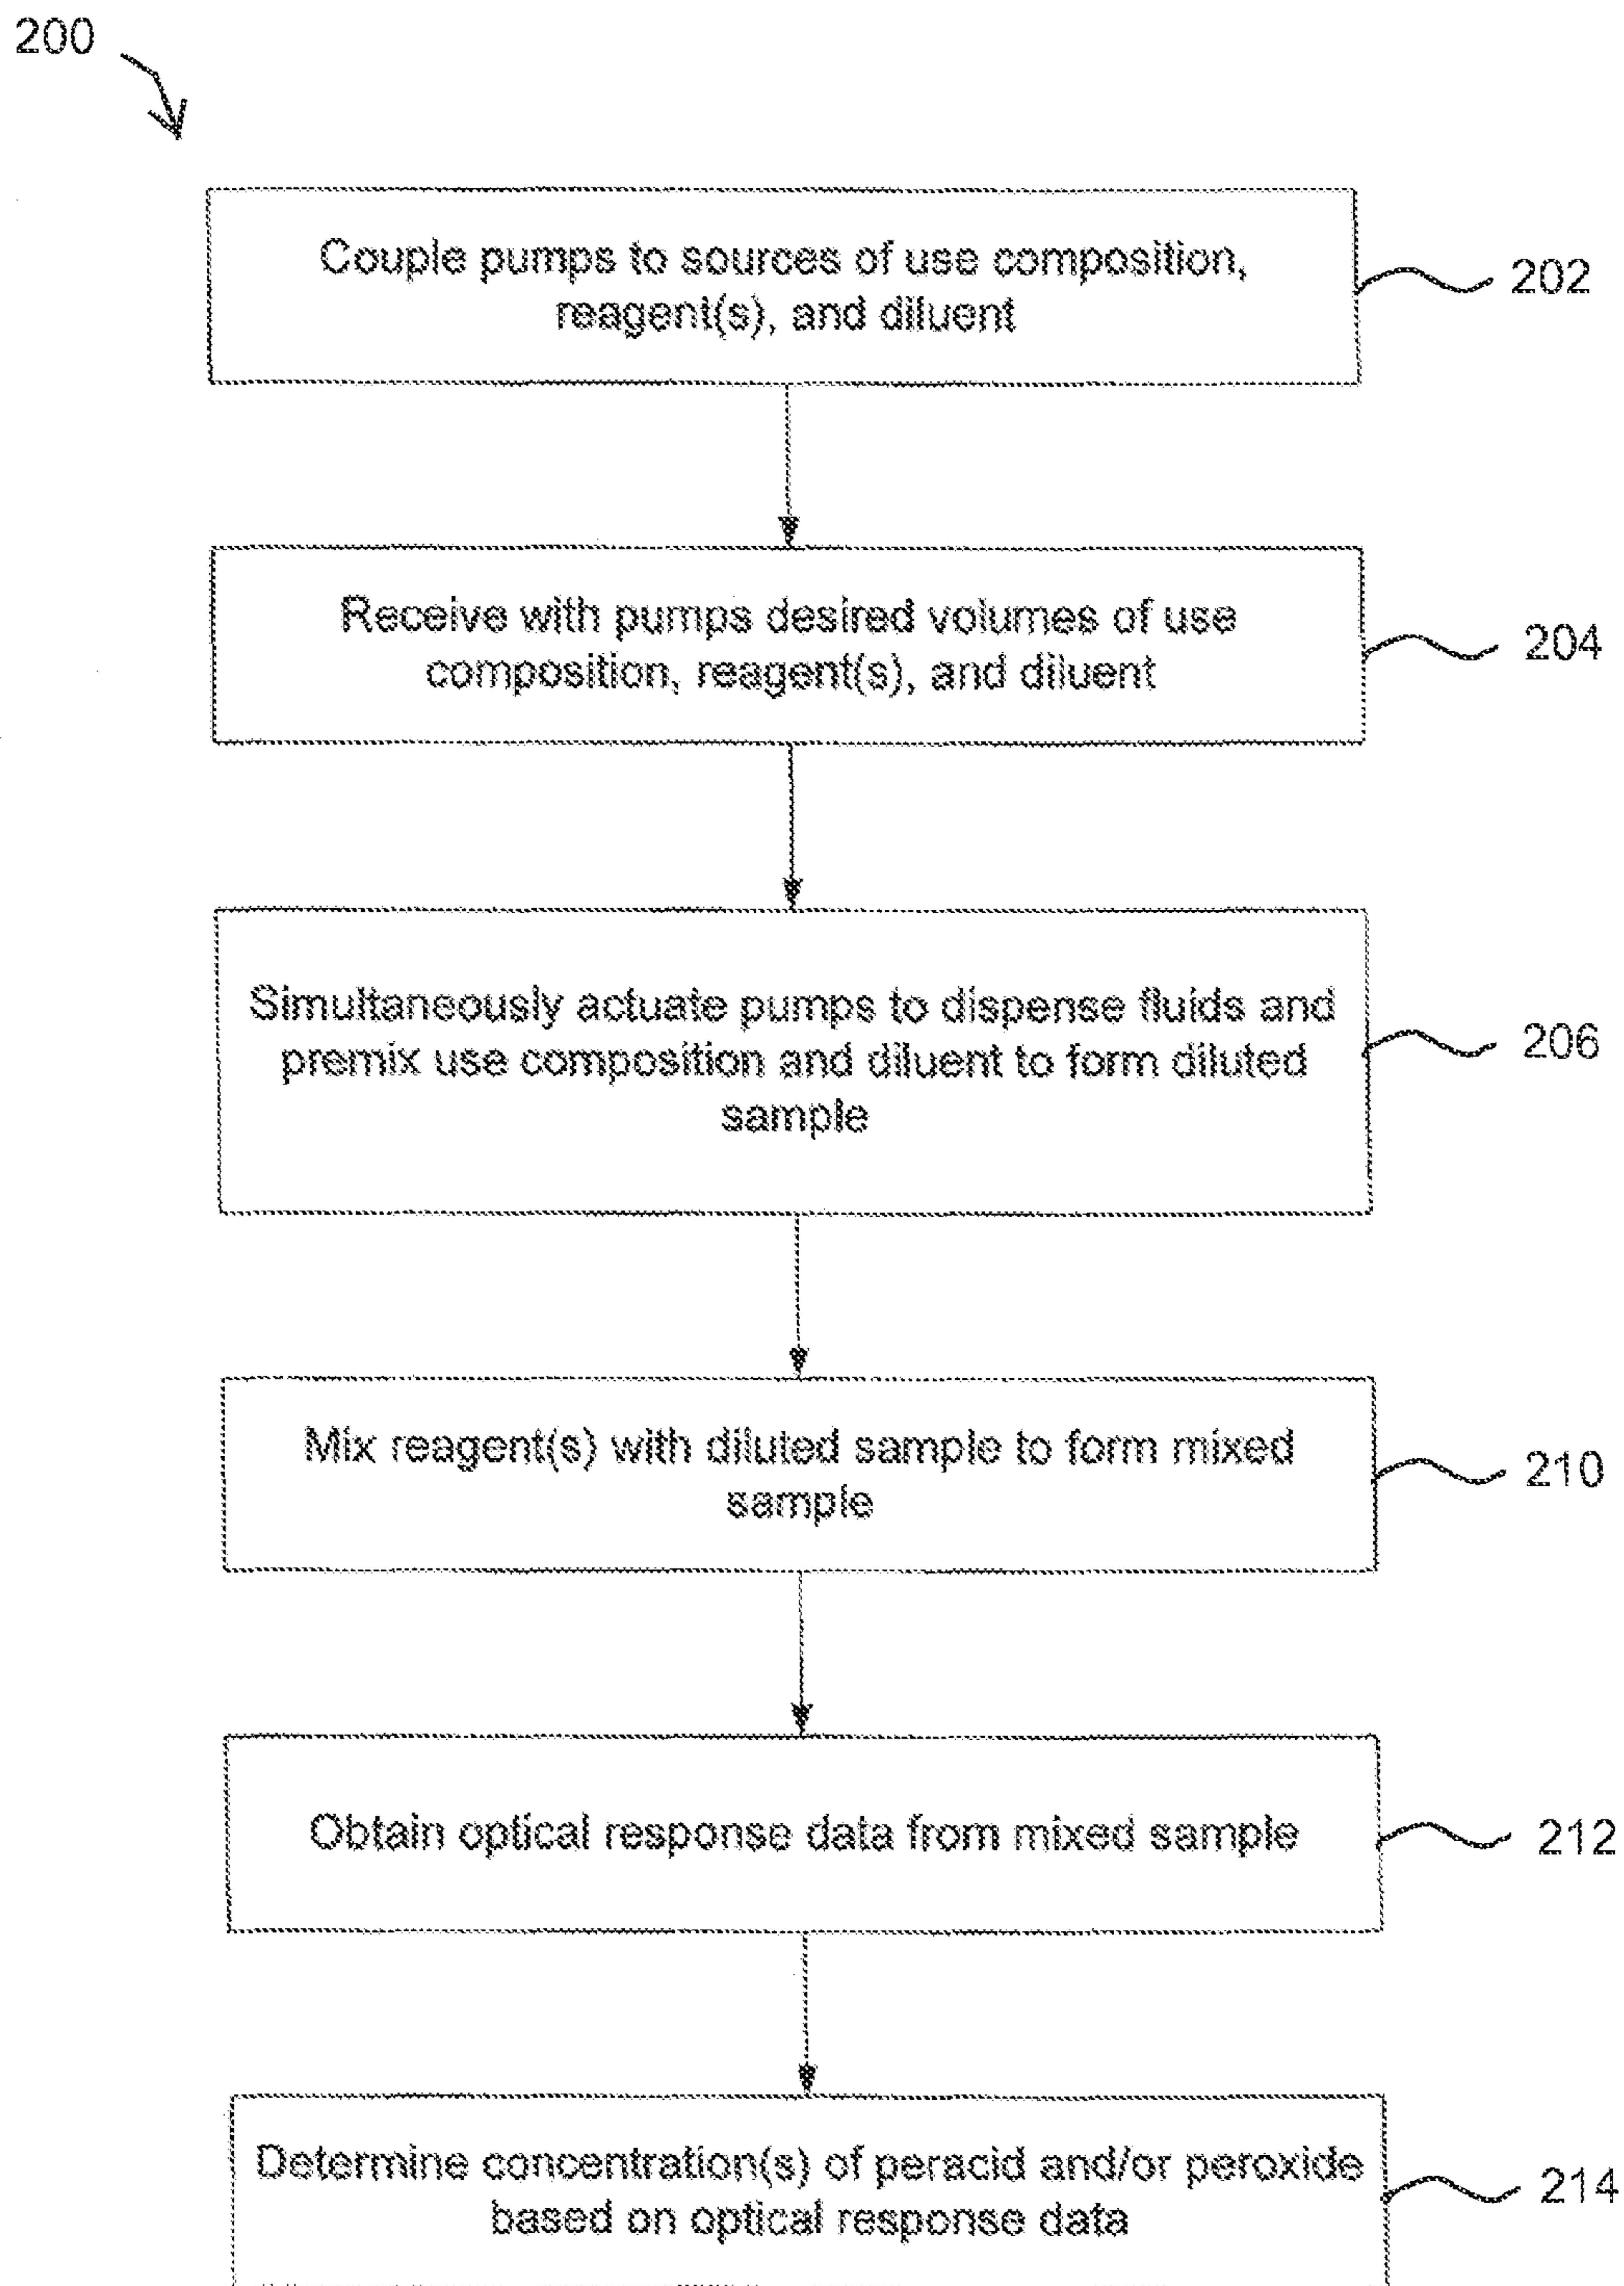 200
Couple pumps to sources of use composition,
reagent(s), and diluent
202
Receive with pumps desired volumes of use
composition, reagent(s), and diluent
204
Simultaneously actuate pumps to dispense fluids and
premix use composition and diluent to form diluted
sample
206
Mix reagent(s) with diluted sample to form mixed
sample
210
Obtain optical response data from mixed sample
212
Determine concentration(s) of peracid and/or peroxide
based on optical response data
214